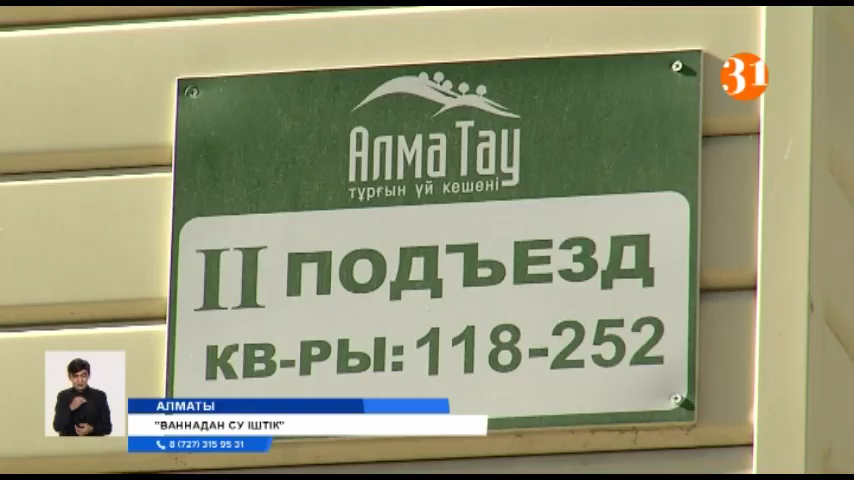 31
Алма Тау
тұрғын үй кешені
II ПОДЪЕЗД
КВ-РЫ: 118-252
АЛМАТЫ
"ВАННАДАН СУ ІШТІК"
8 (727) 315 95 31